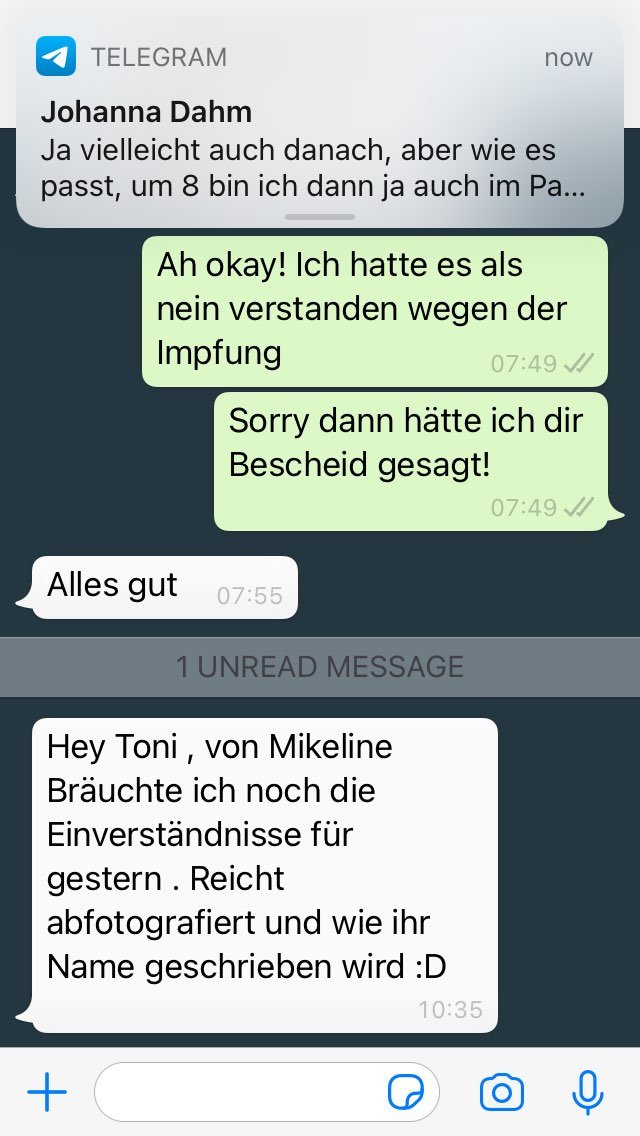 TELEGRAM
now
Johanna Dahm
Ja vielleicht auch danach, aber wie es
passt, um 8 bin ich dann ja auch im Pa...
Ah okay! Ich hatte es als
nein verstanden wegen der
Impfung
07:49
Sorry dann hätte ich dir
Bescheid gesagt!
07:49
Alles gut
07:55
1 UNREAD MESSAGE
Hey Toni , von Mikeline
Bräuchte ich noch die
Einverständnisse für
gestern . Reicht
abfotografiert und wie ihr
Name geschrieben wird :D
10:35